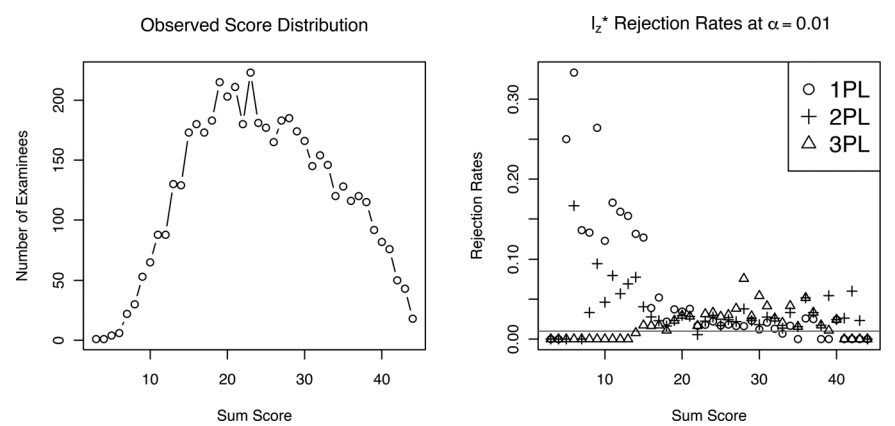 Observed Score Distribution
Number of Examinees
0
50
100
150
200
10
20
30
40
Sum Score
lz* Rejection Rates at α = 0.01
Rejection Rates
0.00
0.10
0.20
0.30
10
20
30
40
Sum Score
1PL
2PL
3PL